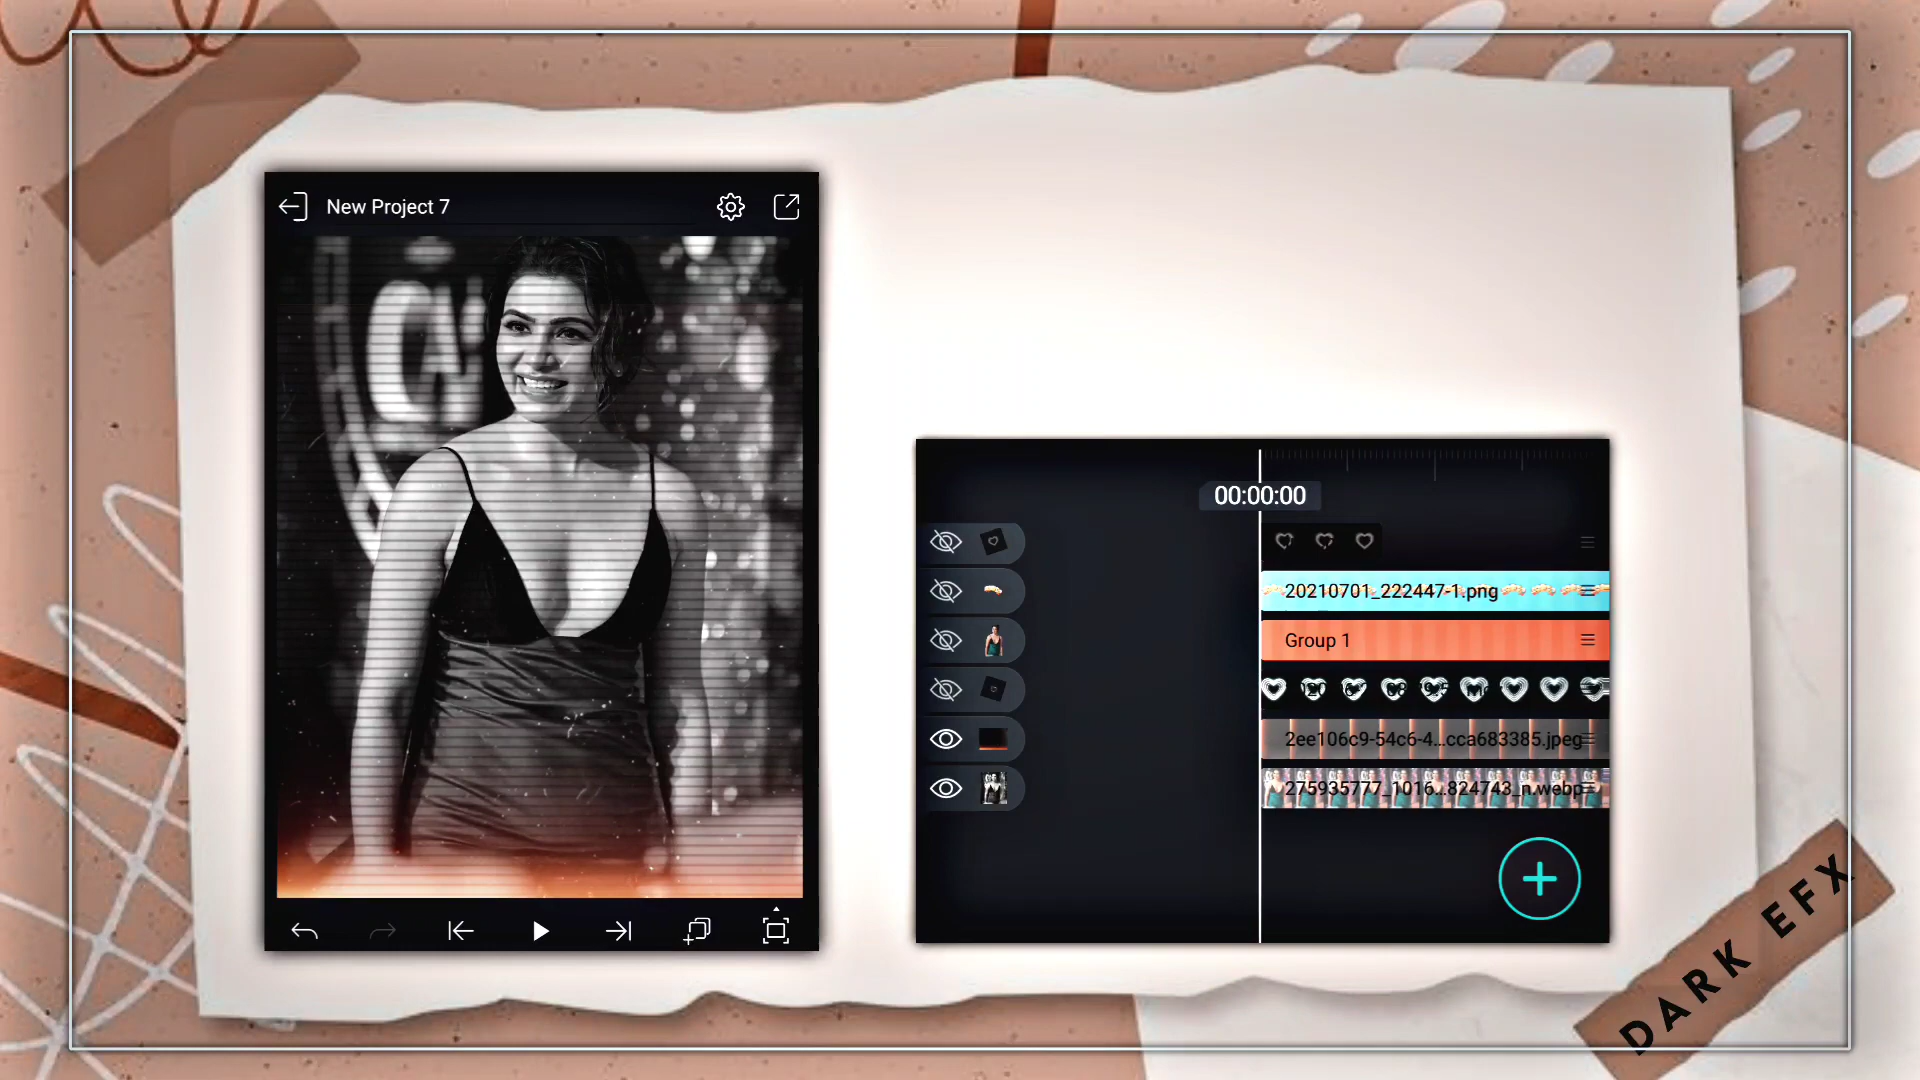 New Project 7
00:00:00
20210701_222447-1.png
Group 1
2ee106c9-54c6-4...cca683385.jpeg
275935777_1016...824743_n.webp
DARK EFX